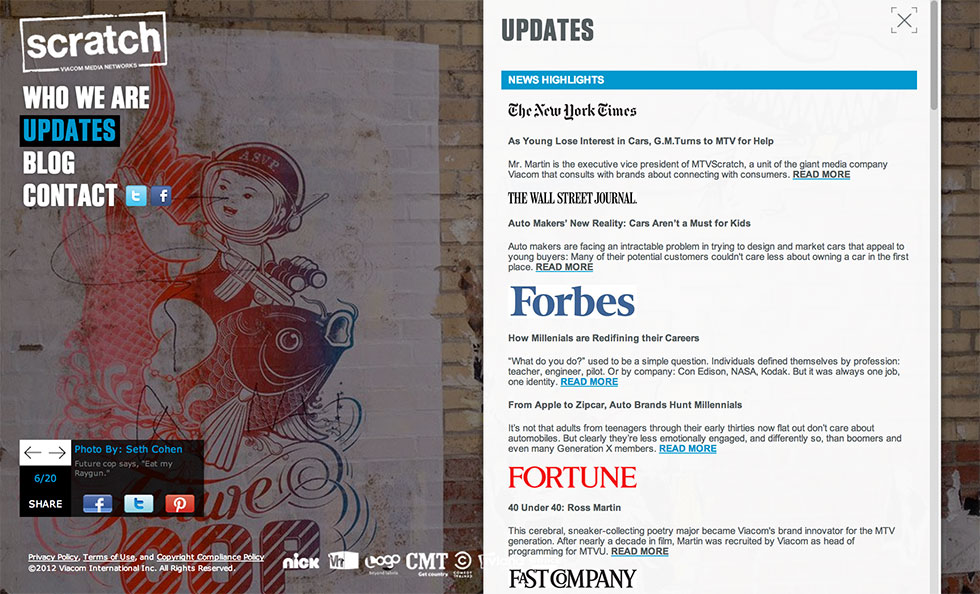 scratch
VIACOM MEDIA NETWORKS
WHO WE ARE
UPDATES
BLOG
CONTACT
ASVP
Photo By: Seth Cohen
Future cop says, "Eat my
Raygun."
6/20
SHARE
Future
Privacy Policy, Terms of Use, and Copyright Compliance Policy
©2012 Viacom International Inc. All Rights Reserved.
nick
logo
CMT
Get country
UPDATES
NEWS HIGHLIGHTS
The New York Times
As Young Lose Interest in Cars, G.M.Turns to MTV for Help
Mr. Martin is the executive vice president of MTVScratch, a unit of the giant media company
Viacom that consults with brands about connecting with consumers. READ MORE
THE WALL STREET JOURNAL.
Auto Makers' New Reality: Cars Aren't a Must for Kids
Auto makers are facing an intractable problem in trying to design and market cars that appeal to
young buyers: Many of their potential customers couldn't care less about owning a car in the first
place. READ MORE
Forbes
How Millenials are Redifining their Careers
"What do you do?" used to be a simple question. Individuals defined themselves by profession:
teacher, engineer, pilot. Or by company: Con Edison, NASA, Kodak. But it was always one job,
one identity. READ MORE
From Apple to Zipcar, Auto Brands Hunt Millennials
It's not that adults from teenagers through their early thirties now flat out don't care about
automobiles. But clearly they're less emotionally engaged, and differently so, than boomers and
even many Generation X members. READ MORE
FORTUNE
40 Under 40: Ross Martin
This cerebral, sneaker-collecting poetry major became Viacom's brand innovator for the MTV
generation. After nearly a decade in film, Martin was recruited by Viacom as head of
programming for MTVU. READ MORE
FAST COMPANY